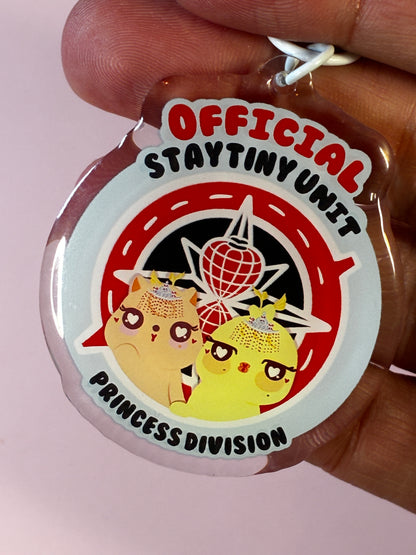 OFFICIAL
STAYTINY UNIT
PRINCESS DIVISION